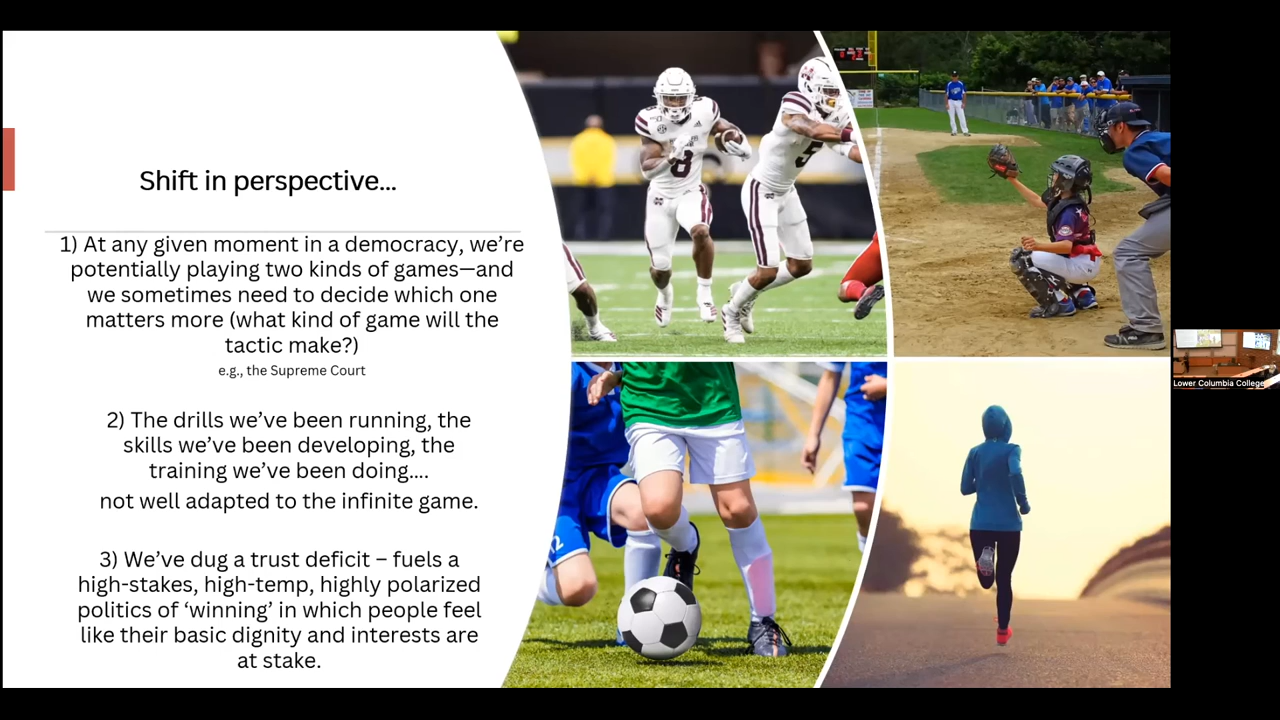 Shift in perspective...
1) At any given moment in a democracy, we're
potentially playing two kinds of games—and
we sometimes need to decide which one
matters more (what kind of game will the
tactic make?)
e.g., the Supreme Court
2) The drills we've been running, the
skills we've been developing, the
training we've been doing....
not well adapted to the infinite game.
3) We've dug a trust deficit – fuels a
high-stakes, high-temp, highly polarized
politics of 'winning' in which people feel
like their basic dignity and interests are
at stake.
8
5
Lower Columbia College